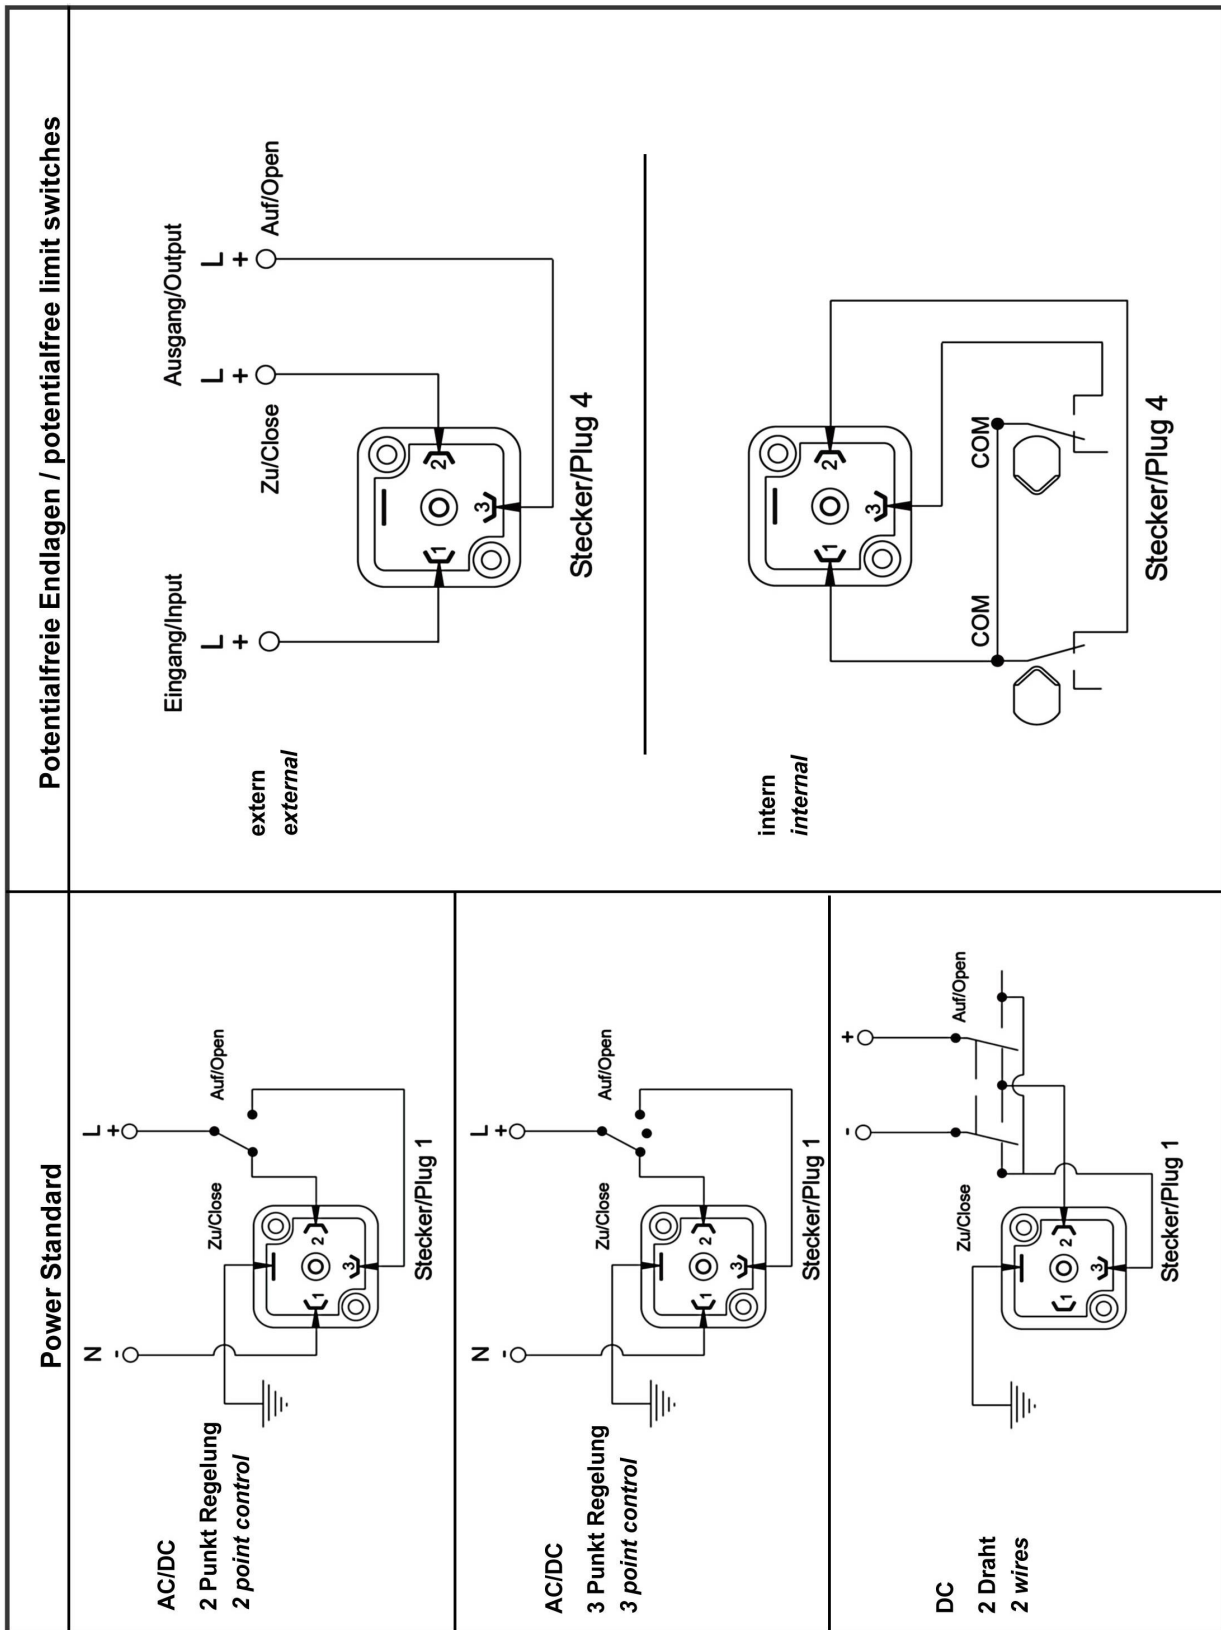 Power Standard
Potentialfreie Endlagen / potentialfree limit switches
AC/DC
2 Punkt Regelung
2 point control
N
-
L
+
Zu/Close
Auf/Open
1
2
3
Stecker/Plug 1
AC/DC
3 Punkt Regelung
3 point control
N
-
L
+
Zu/Close
Auf/Open
1
2
3
Stecker/Plug 1
DC
2 Draht
2 wires
-
+
Zu/Close
Auf/Open
1
2
3
Stecker/Plug 1
extern
external
Eingang/Input
Ausgang/Output
L
+
L
+
L
+
Zu/Close
Auf/Open
1
2
3
Stecker/Plug 4
intern
internal
1
2
3
COM
COM
Stecker/Plug 4